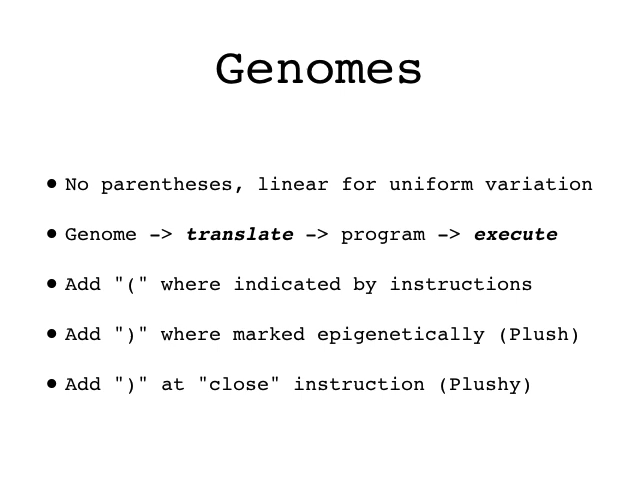 Genomes
• No parentheses, linear for uniform variation
• Genome -> translate -> program -> execute
• Add "(" where indicated by instructions
• Add ")" where marked epigenetically (Plush)
• Add ")" at "close" instruction (Plushy)